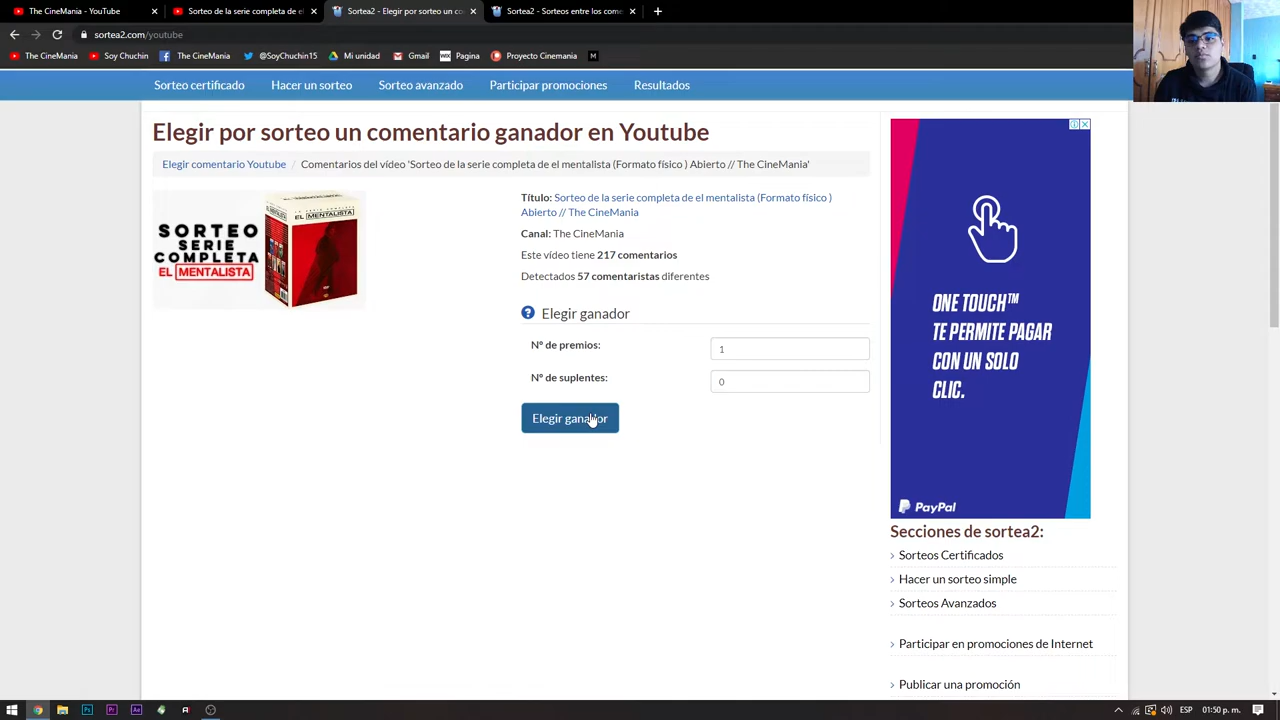 The CineMania - YouTube
Sorteo de la serie completa de el
Sortea2 - Elegir por sorteo un co
Sortea2 - Sorteos entre los come
sortea2.com/youtube
The CineMania
Soy Chuchin
The CineMania
@SoyChuchin15
Mi unidad
Gmail
WIX
Pagina
Proyecto Cinemania
M
Sorteo certificado
Hacer un sorteo
Sorteo avanzado
Participar promociones
Resultados
Elegir por sorteo un comentario ganador en Youtube
Elegir comentario Youtube / Comentarios del vídeo 'Sorteo de la serie completa de el mentalista (Formato físico ) Abierto // The CineMania'
SORTEO
SERIE
COMPLETA
EL MENTALISTA
EL MENTALISTA
Título: Sorteo de la serie completa de el mentalista (Formato físico )
Abierto // The CineMania
Canal: The CineMania
Este vídeo tiene 217 comentarios
Detectados 57 comentaristas diferentes
? Elegir ganador
Nº de premios:
1
Nº de suplentes:
0
Elegir ganador
ONE TOUCH™
TE PERMITE PAGAR
CON UN SOLO
CLIC.
PayPal
Secciones de sortea2:
Sorteos Certificados
Hacer un sorteo simple
Sorteos Avanzados
Participar en promociones de Internet
Publicar una promoción
Ps
Pr
Ae
ESP
01:50 p. m.